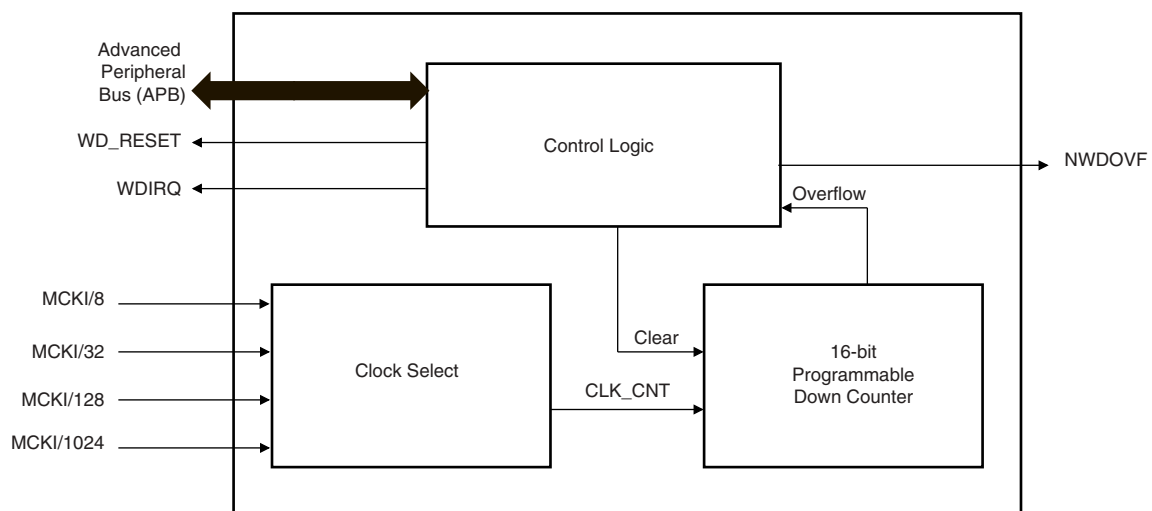 Advanced
Peripheral
Bus (APB)
WD_RESET
WDIRQ
Control Logic
NWDOVF
Overflow
MCKI/8
MCKI/32
MCKI/128
MCKI/1024
Clock Select
Clear
CLK_CNT
16-bit
Programmable
Down Counter